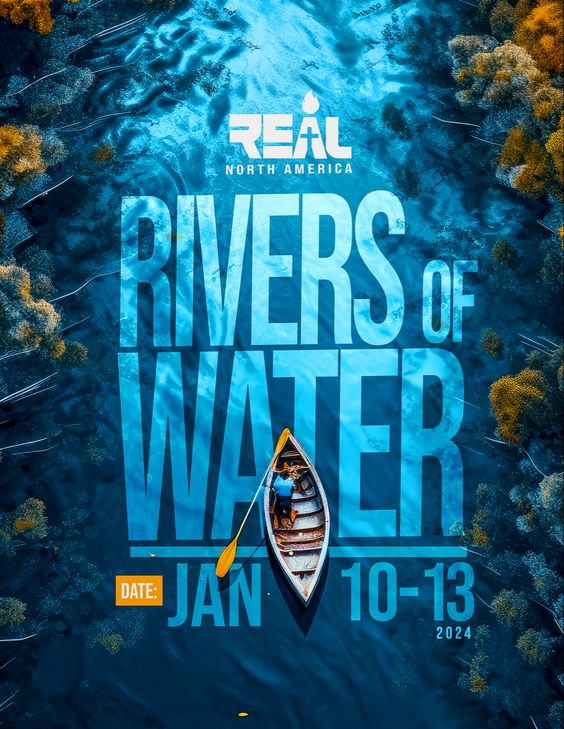 REAL
NORTH AMERICA
RIVERS OF
WATER
DATE: JAN 10-13
2024